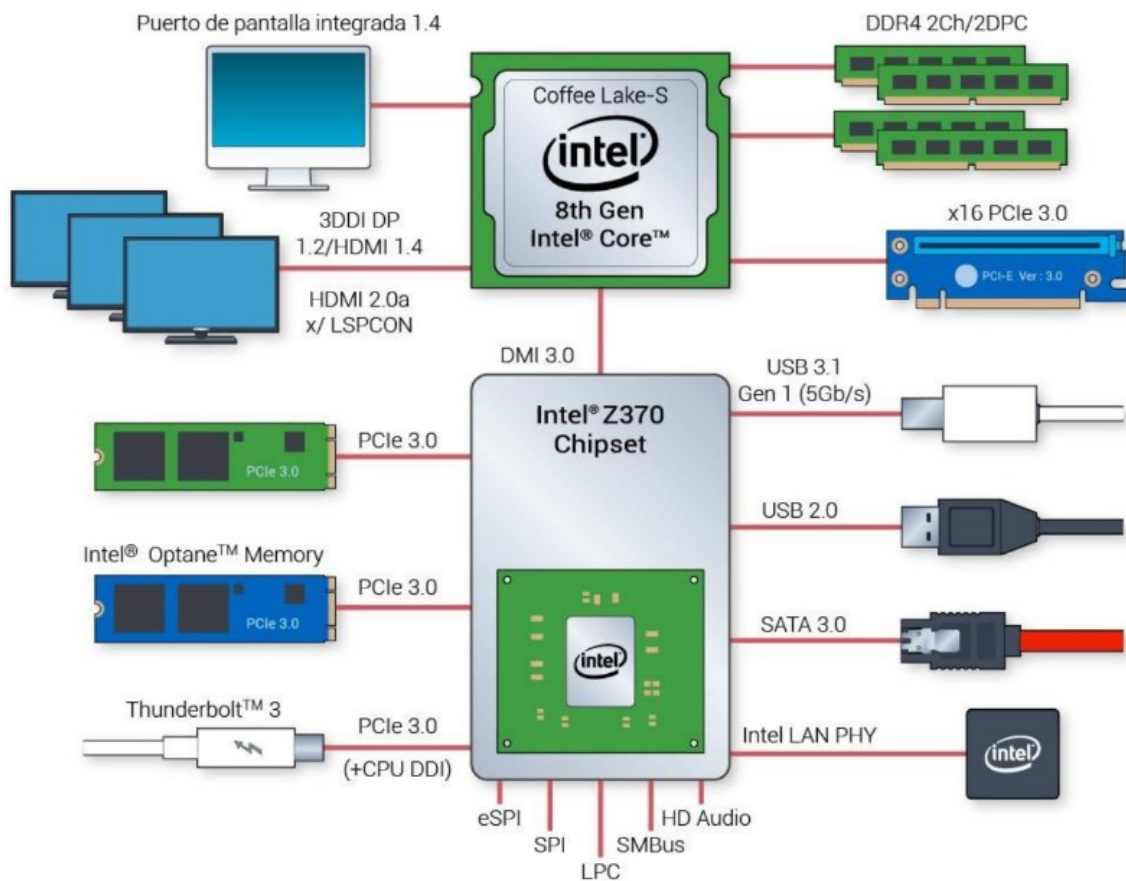 Puerto de pantalla integrada 1.4
DDR4 2Ch/2DPC
Coffee Lake-S
intel
8th Gen
Intel® Core™
x16 PCIe 3.0
PCI-E Ver : 3.0
3DDI DP
1.2/HDMI 1.4
HDMI 2.0a
x/ LSPCON
DMI 3.0
Intel® Z370
Chipset
USB 3.1
Gen 1 (5Gb/s)
PCIe 3.0
PCIe 3.0
USB 2.0
Intel® Optane™ Memory
PCIe 3.0
PCIe 3.0
SATA 3.0
intel
Thunderbolt™ 3
PCIe 3.0
(+CPU DDI)
Intel LAN PHY
intel
eSPI
SPI
LPC
SMBus
HD Audio